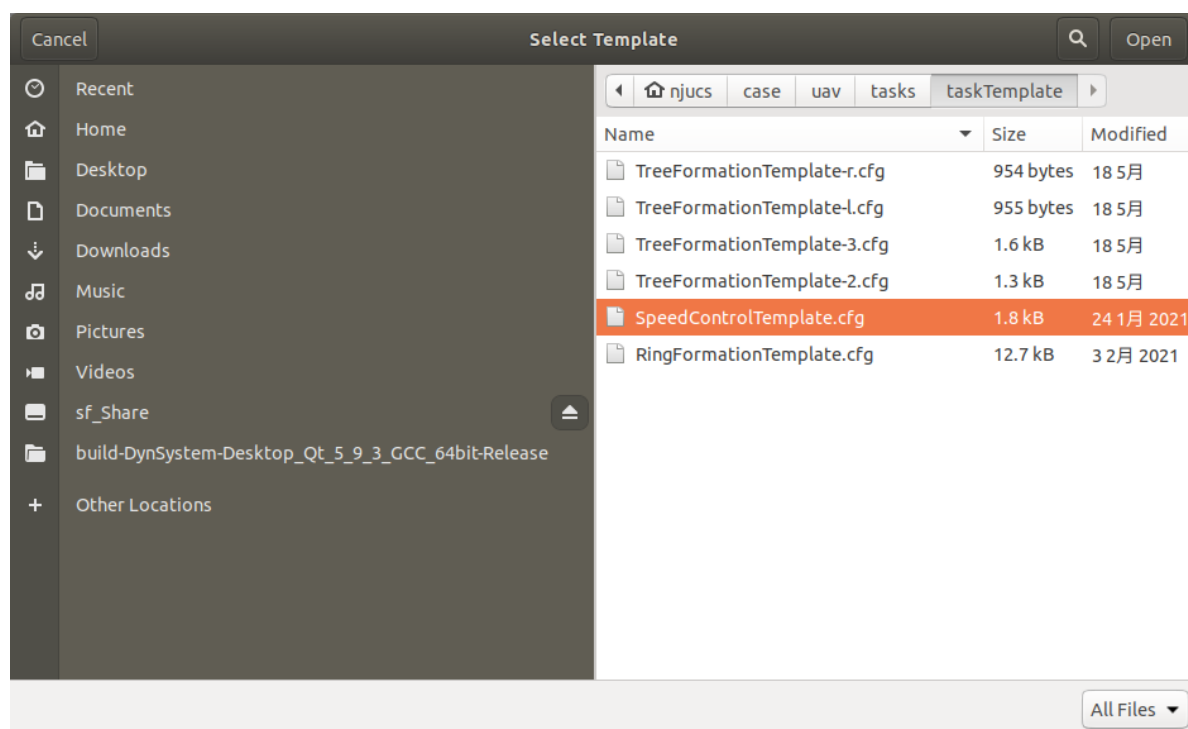 Cancel Select Template Open
Recent
Home
Desktop
Documents
Downloads
Music
Pictures
Videos
sf_Share
build-DynSystem-Desktop_Qt_5_9_3_GCC_64bit-Release
Other Locations
njucs case uav tasks taskTemplate
Name Size Modified
TreeFormationTemplate-r.cfg 954 bytes 18 5月
TreeFormationTemplate-l.cfg 955 bytes 18 5月
TreeFormationTemplate-3.cfg 1.6 kB 18 5月
TreeFormationTemplate-2.cfg 1.3 kB 18 5月
SpeedControlTemplate.cfg 1.8 kB 24 1月 2021
RingFormationTemplate.cfg 12.7 kB 3 2月 2021
All Files